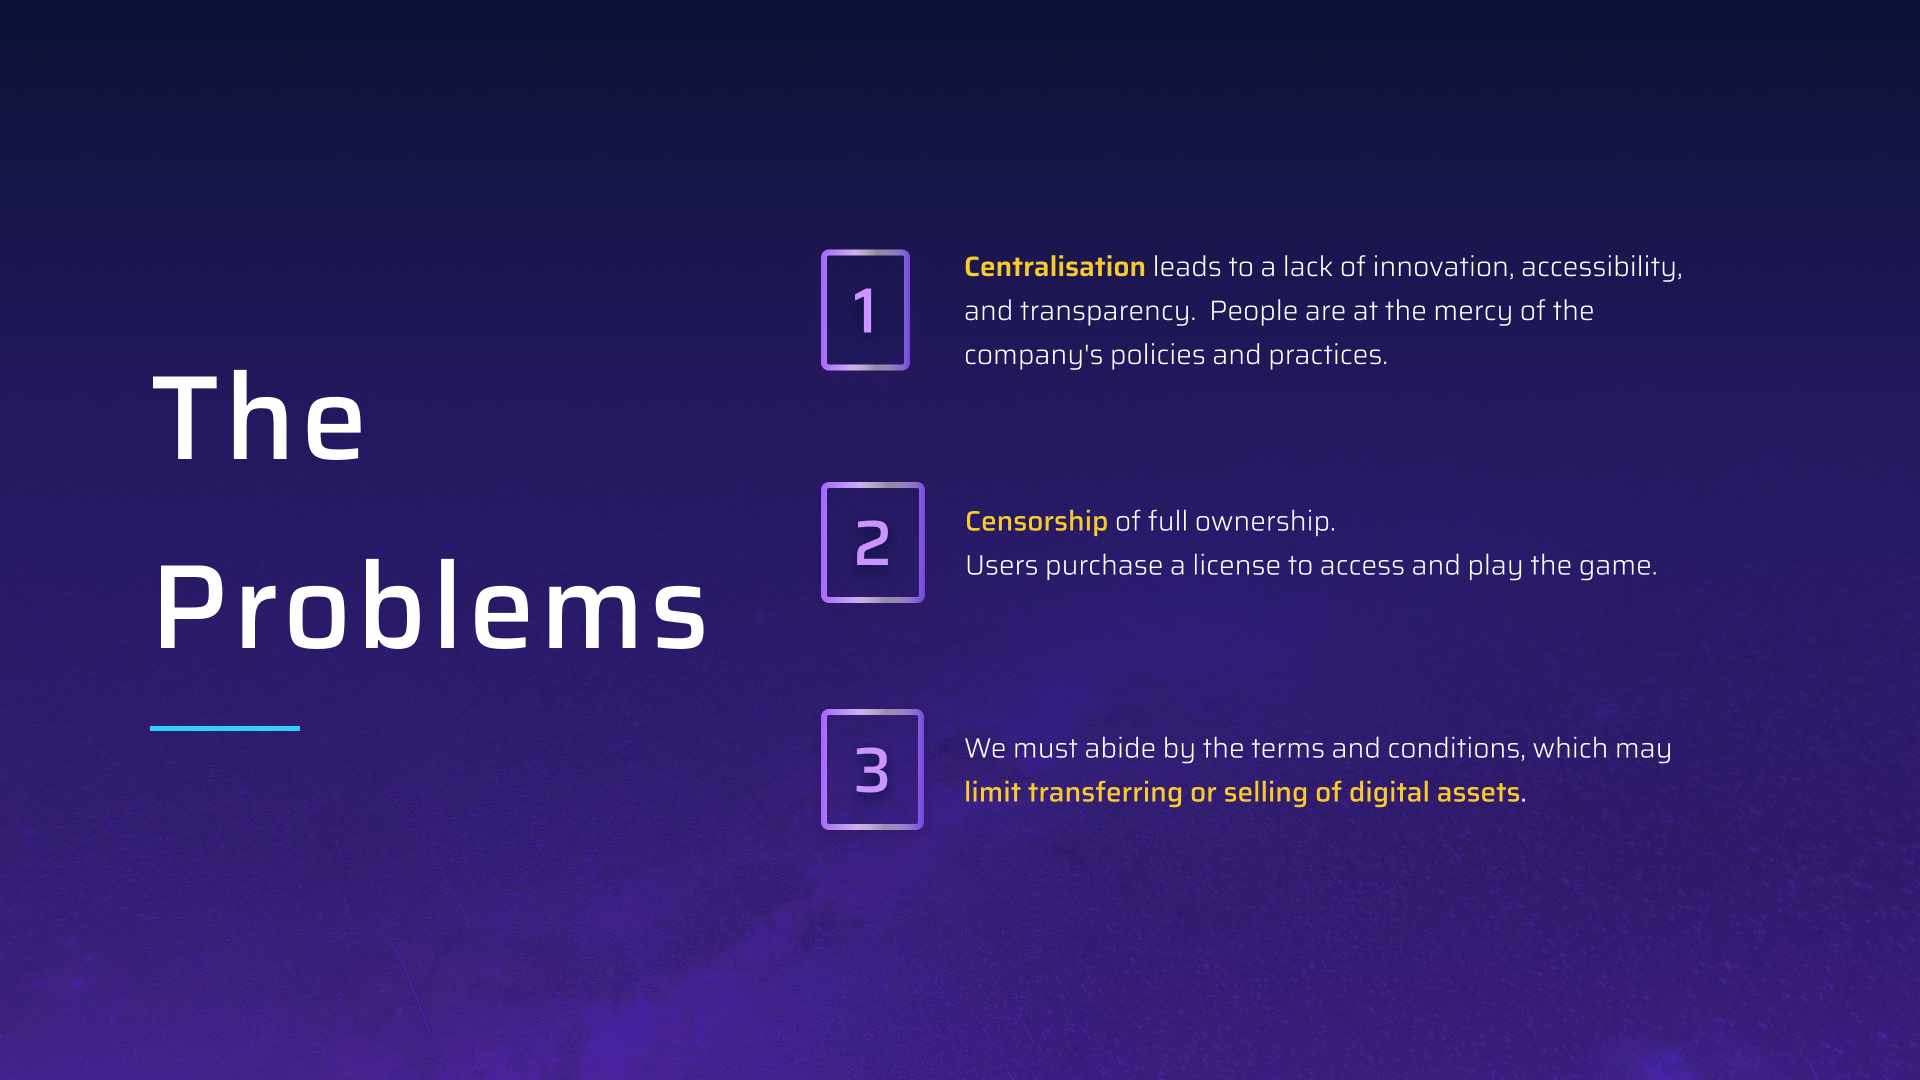 The
Problems
1
Centralisation leads to a lack of innovation, accessibility,
and transparency.  People are at the mercy of the
company's policies and practices.
2
Censorship of full ownership.
Users purchase a license to access and play the game.
3
We must abide by the terms and conditions, which may
limit transferring or selling of digital assets.